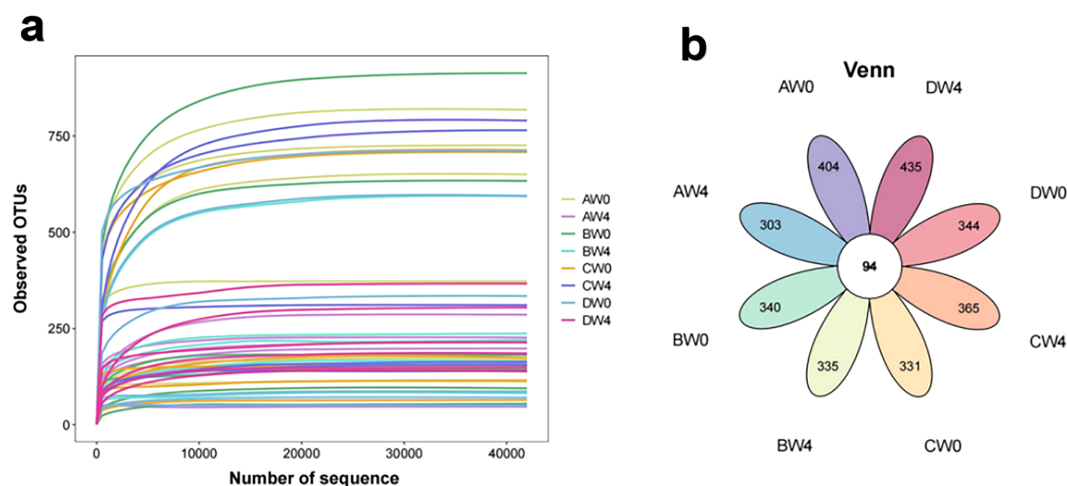 a
Observed OTUs
750
500
250
0
0 10000 20000 30000 40000
Number of sequence
AW0
AW4
BW0
BW4
CW0
CW4
DW0
DW4
b
Venn
AW0 DW4
404 435
AW4 DW0
303 344
94
340 365
BW0 CW4
335 331
BW4 CW0